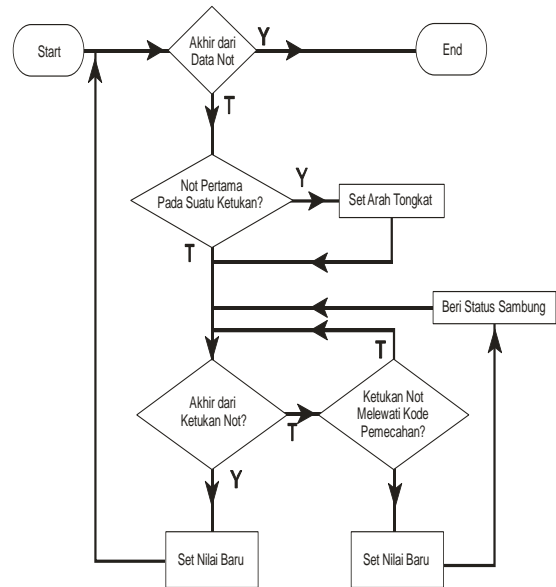 Start
Akhir dari
Data Not
Y
End
T
Not Pertama
Pada Suatu Ketukan?
Y
Set Arah Tongkat
T
Beri Status Sambung
T
Akhir dari
Ketukan Not?
T
Ketukan Not
Melewati Kode
Pemecahan?
Y
Set Nilai Baru
Set Nilai Baru